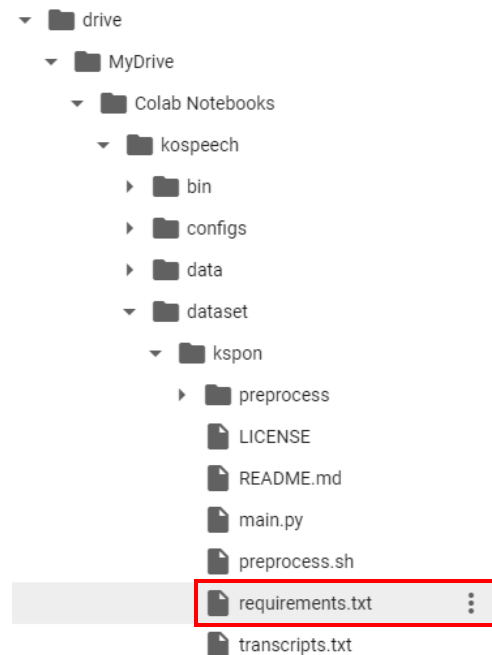 drive
MyDrive
Colab Notebooks
kospeech
bin
configs
data
dataset
kspon
preprocess
LICENSE
README.md
main.py
preprocess.sh
requirements.txt
transcripts.txt